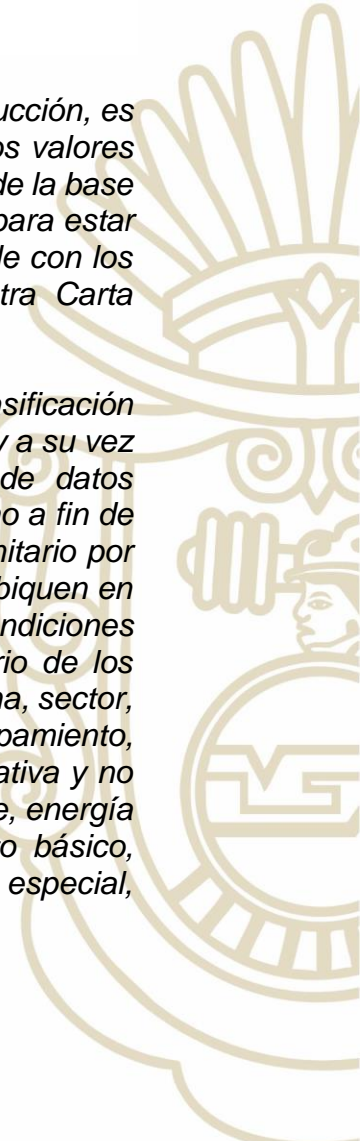 ucción, es
os valores
de la base
para estar
le con los
tra Carta
sificación
y a su vez
de datos
o a fin de
nitario por
biquen en
ndiciones
rio de los
na, sector,
pamiento,
ativa y no
e, energía
o básico,
especial,